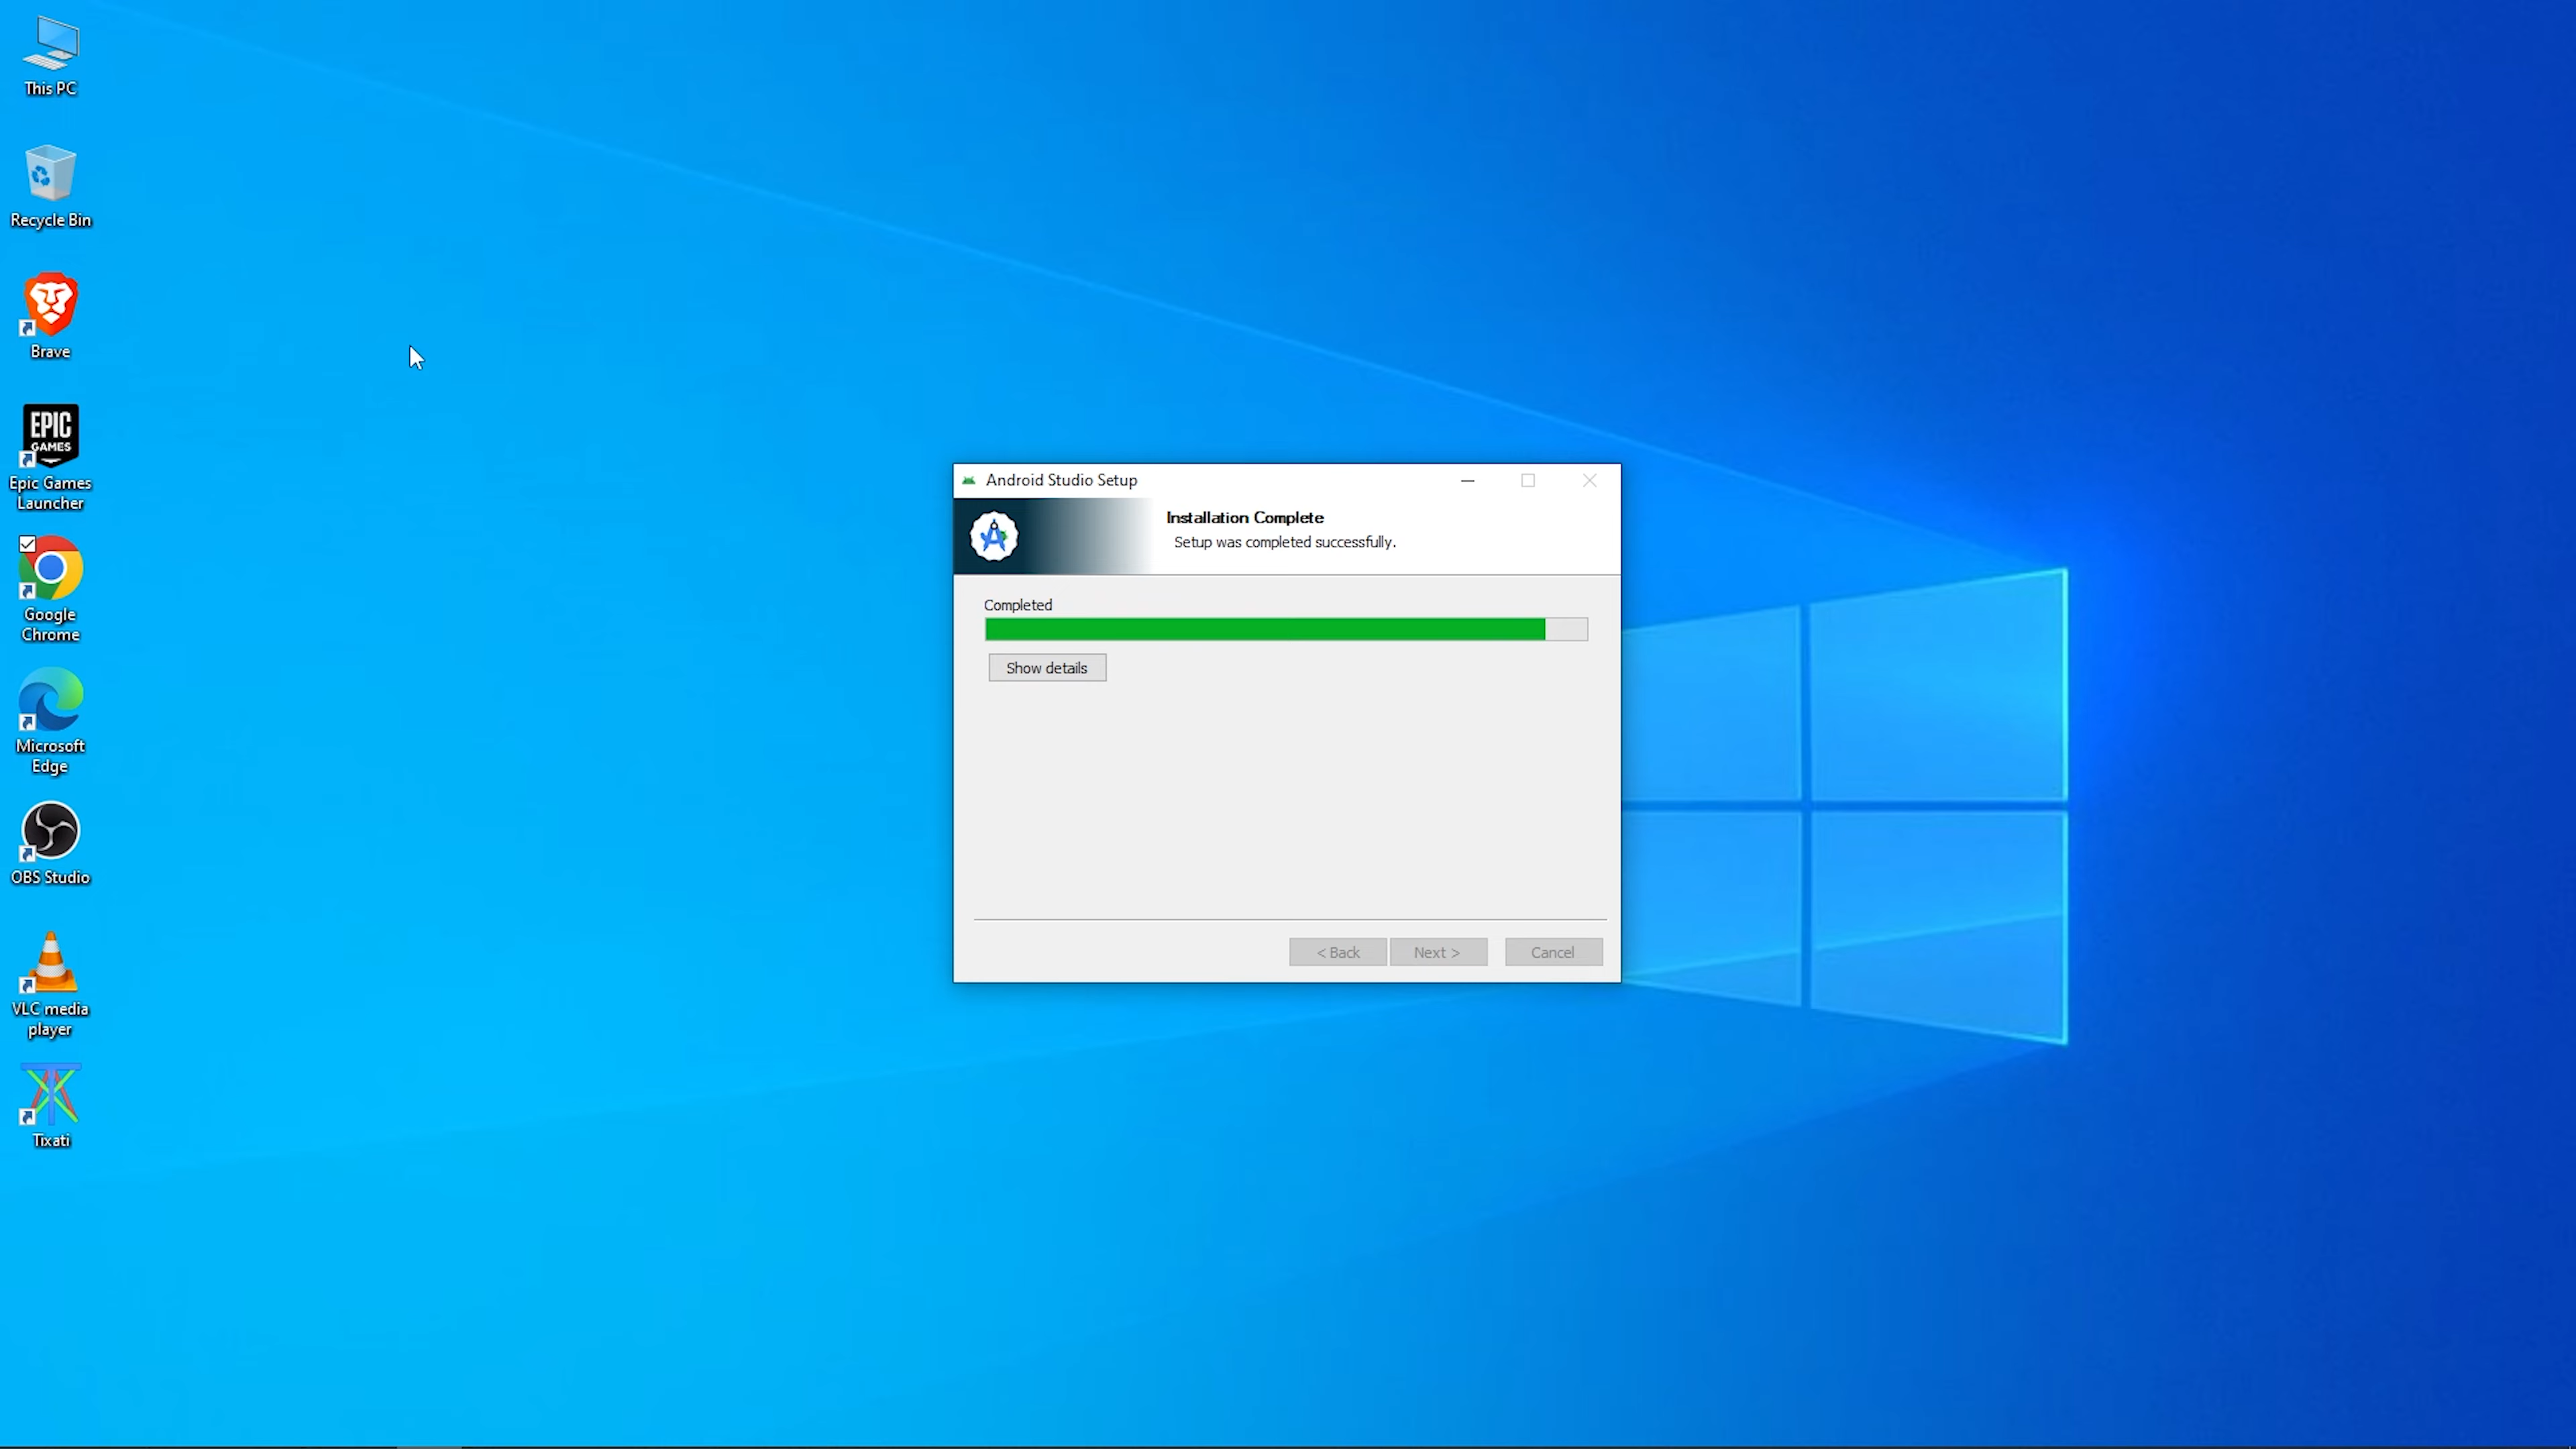 This PC
Recycle Bin
Brave
EPIC
GAMES
Epic Games
Launcher
Google
Chrome
Microsoft
Edge
OBS Studio
VLC media
player
Tixati
Android Studio Setup
Installation Complete
Setup was completed successfully.
Completed
Show details
< Back
Next >
Cancel